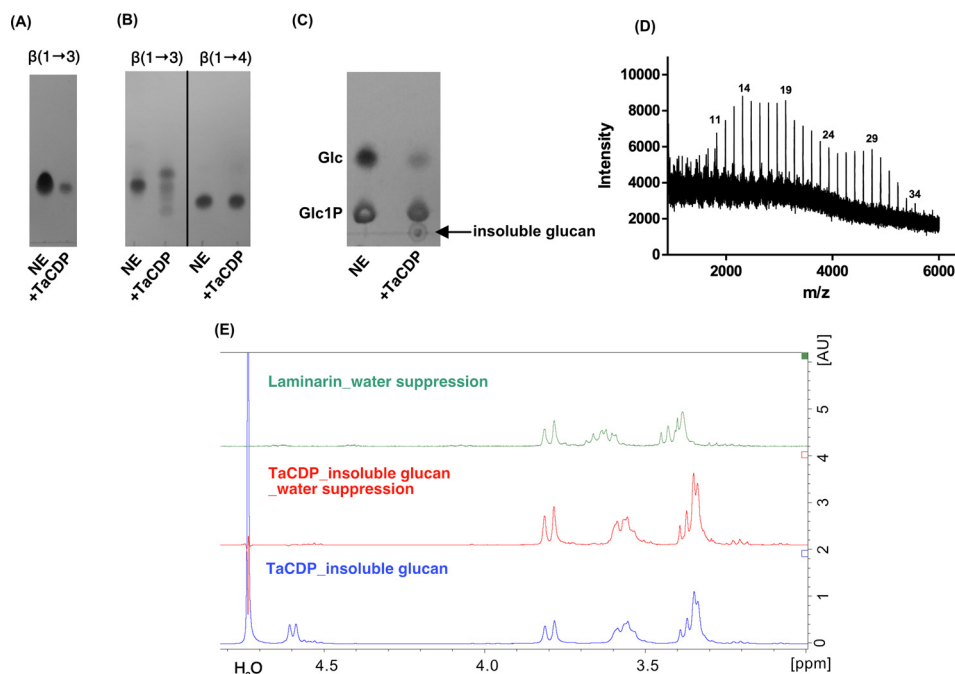 (A)
β(1→3)
NE
+TaCDP
(B)
β(1→3) β(1→4)
NE
+TaCDP
NE
+TaCDP
(C)
Glc
Glc1P
insoluble glucan
NE
+TaCDP
(D)
10000
8000
6000
4000
2000
Intensity
11
14
19
24
29
34
2000 4000 6000
m/z
(E)
Laminarin_water suppression
TaCDP_insoluble glucan
_water suppression
TaCDP_insoluble glucan
[AU]
5
4
3
2
1
0
H₂O 4.5 4.0 3.5 [ppm]